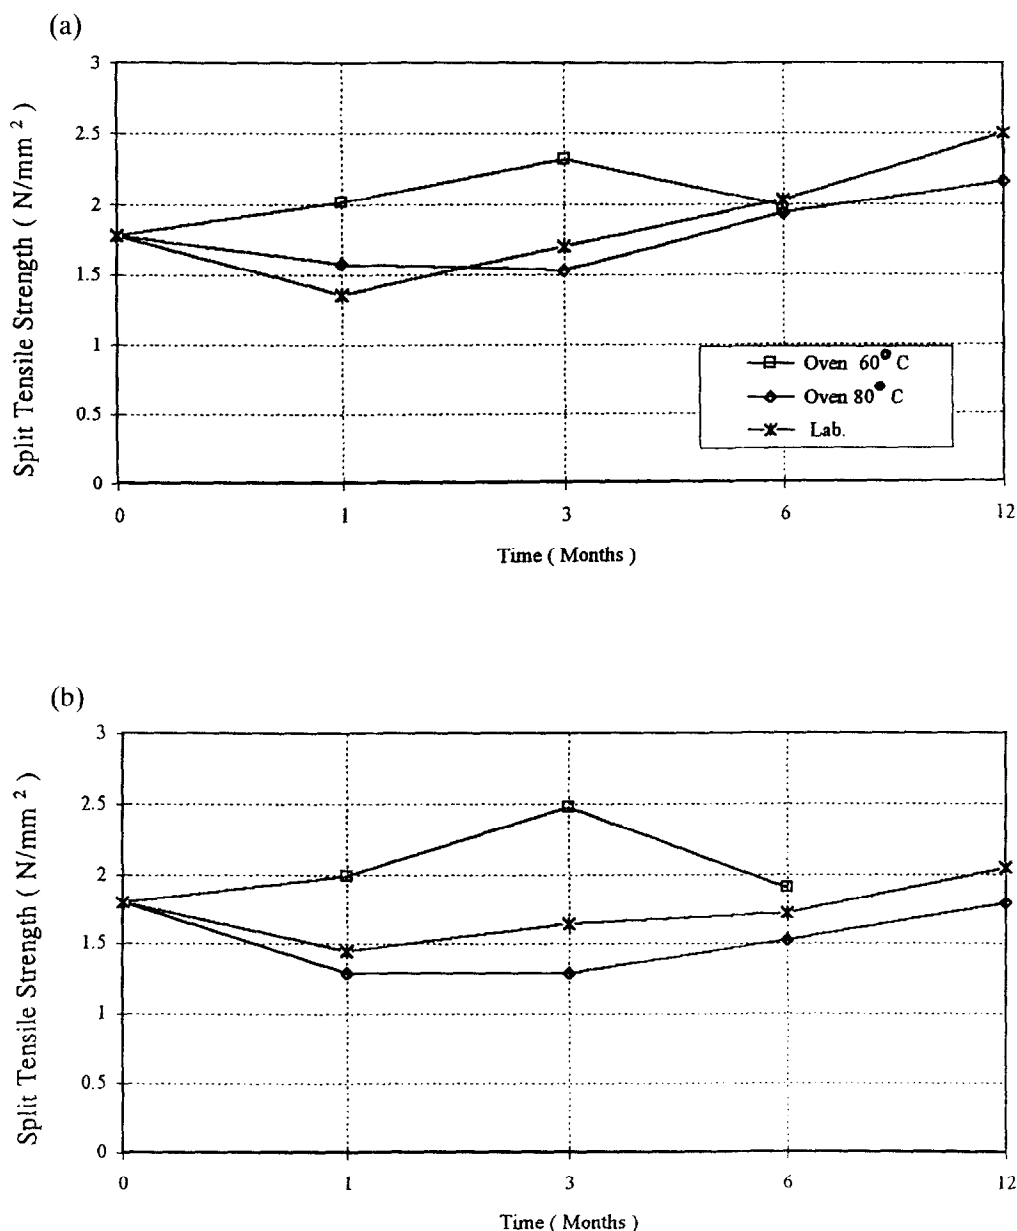 (a)
Split Tensile Strength ( N/mm 2 )
3
2.5
2
1.5
1
0.5
0
0
1
3
6
12
Time ( Months )
Oven 60° C
Oven 80° C
Lab.
(b)
Split Tensile Strength ( N/mm 2 )
3
2.5
2
1.5
1
0.5
0
0
1
3
6
12
Time ( Months )